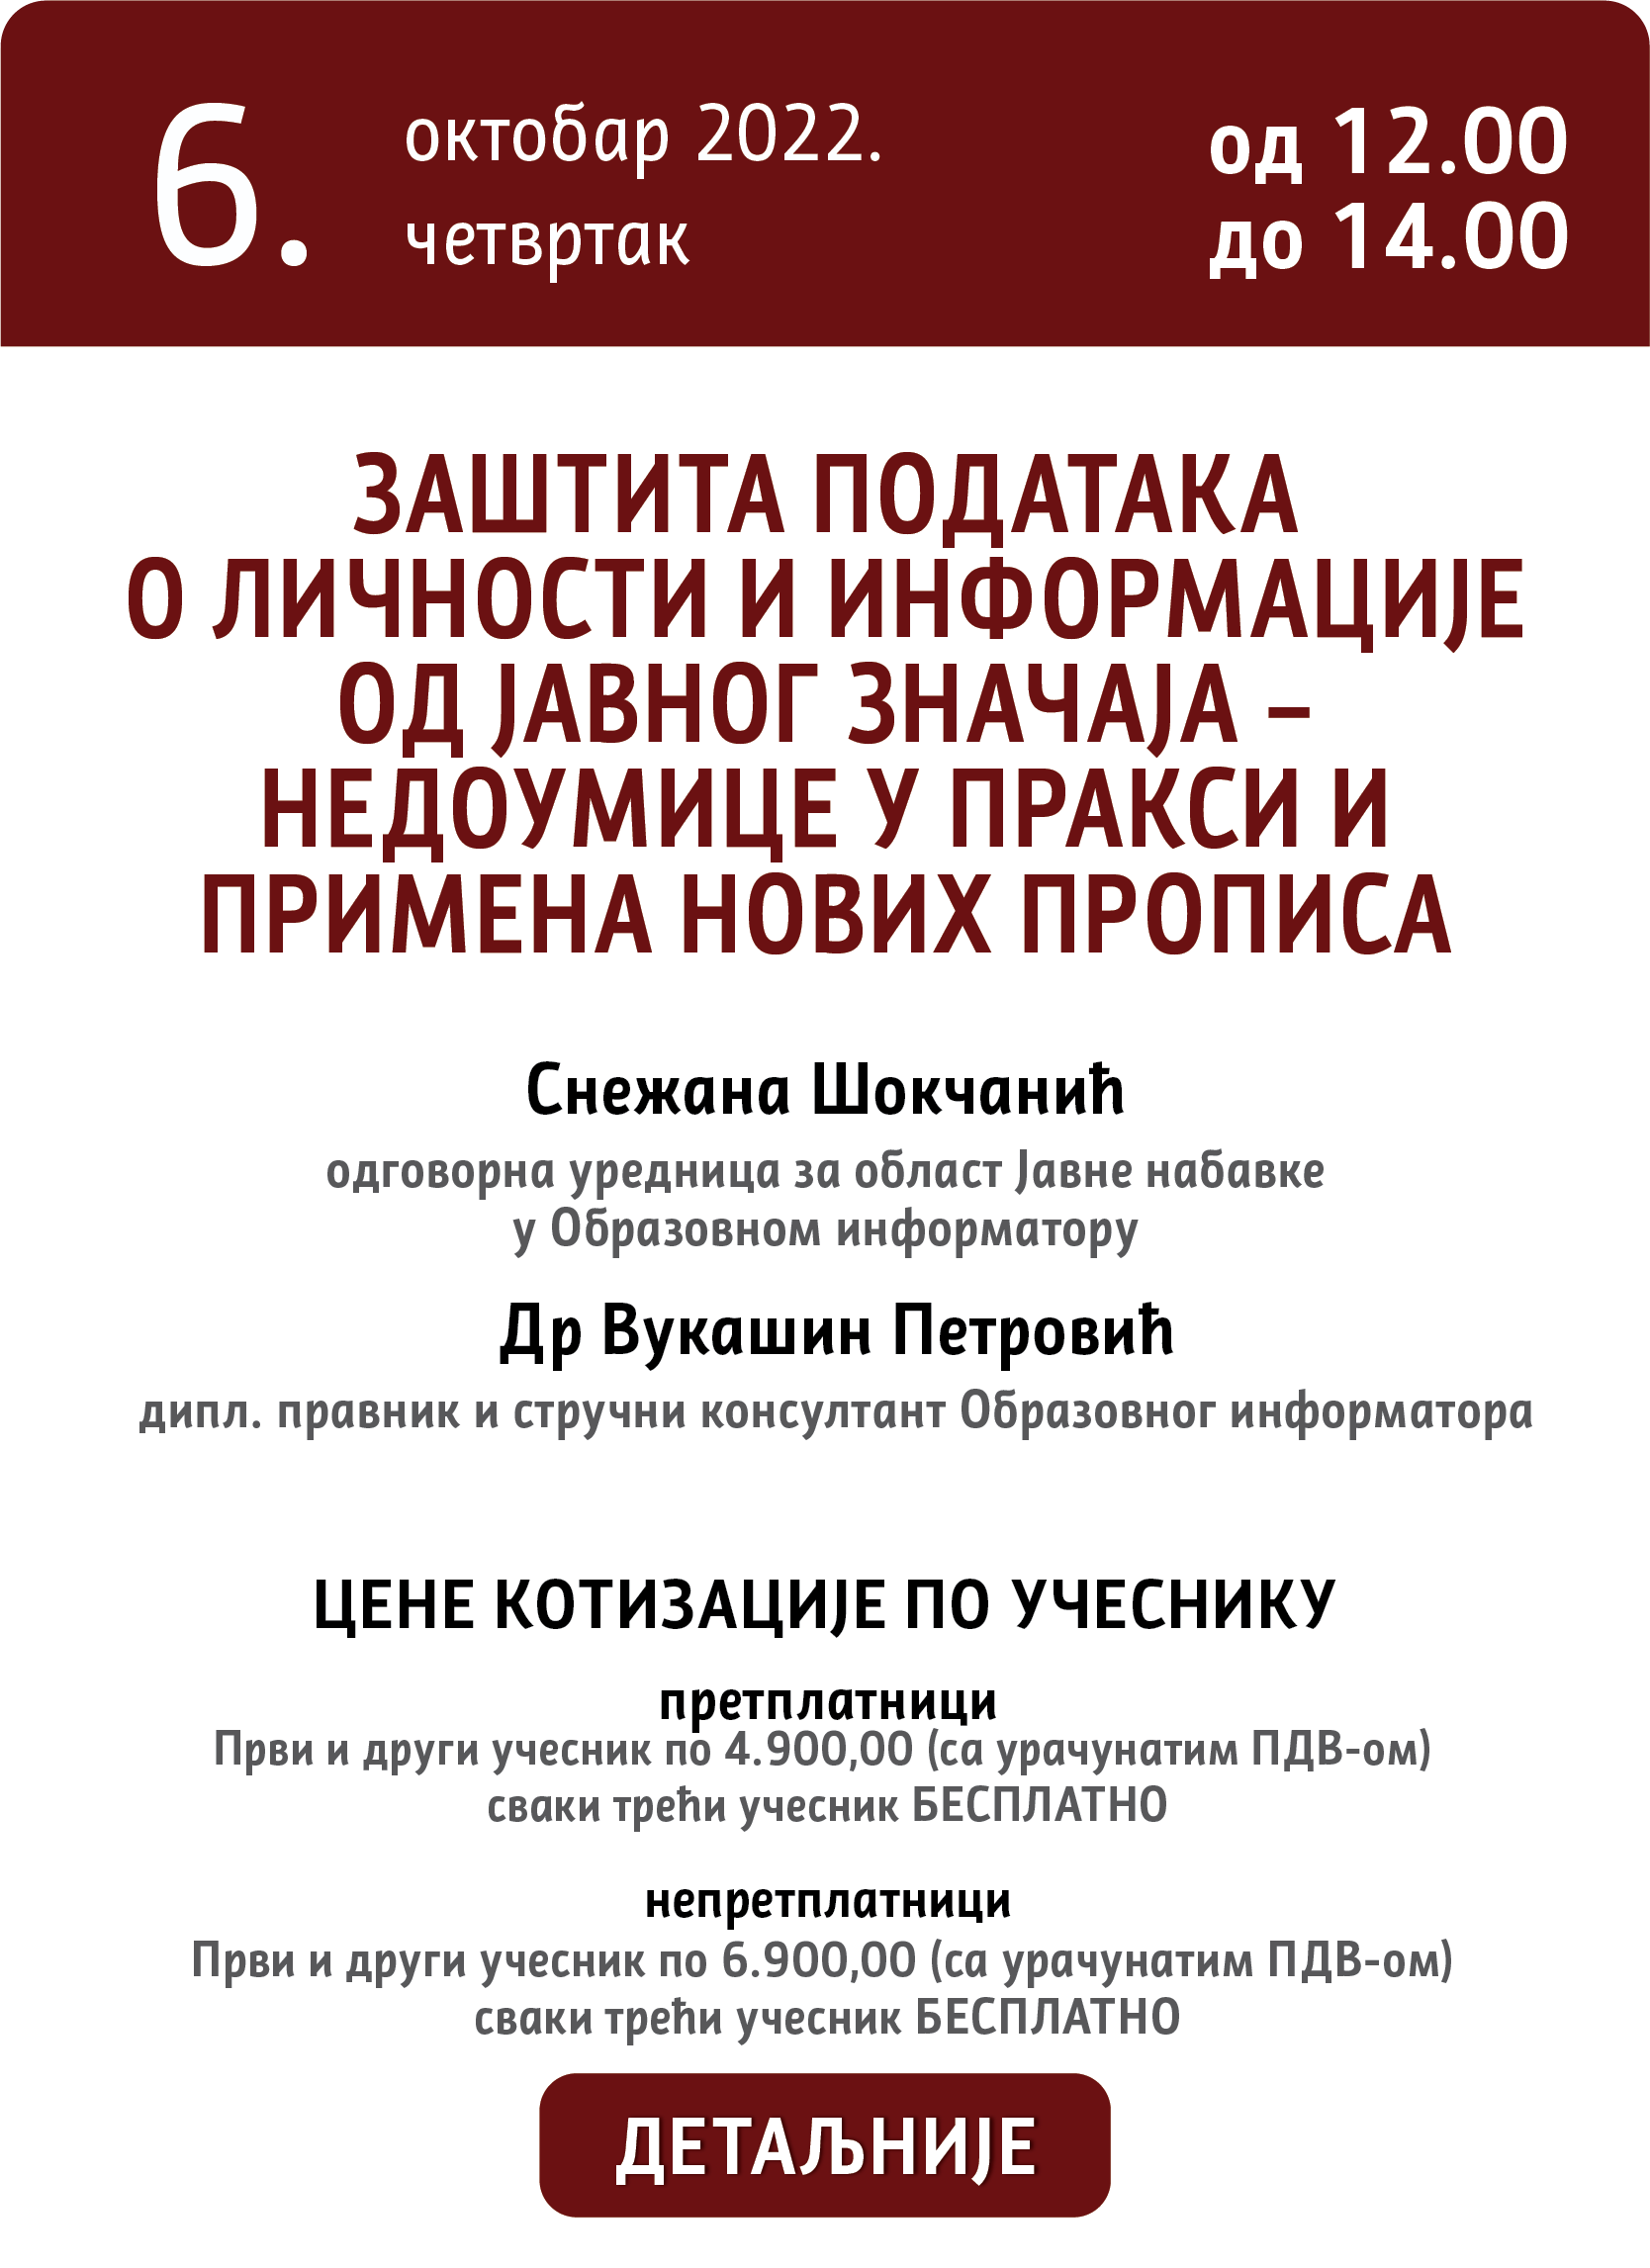 6. октобар 2022.
четвртак
од 12.00
до 14.00
ЗАШТИТА ПОДАТАКА
О ЛИЧНОСТИ И ИНФОРМАЦИЈЕ
ОД ЈАВНОГ ЗНАЧАЈА –
НЕДОУМИЦЕ У ПРАКСИ И
ПРИМЕНА НОВИХ ПРОПИСА
Снежана Шокчанић
одговорна уредница за област Јавне набавке
у Образовном информатору
Др Вукашин Петровић
дипл. правник и стручни консултант Образовног информатора
ЦЕНЕ КОТИЗАЦИЈЕ ПО УЧЕСНИКУ
претплатници
Први и други учесник по 4.900,00 (са урачунатим ПДВ-ом)
сваки трећи учесник БЕСПЛАТНО
непретплатници
Први и други учесник по 6.900,00 (са урачунатим ПДВ-ом)
сваки трећи учесник БЕСПЛАТНО
ДЕТАЉНИЈЕ